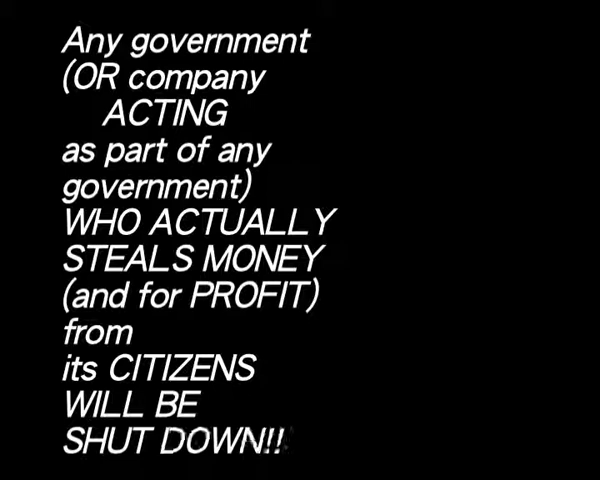 Any government
(OR company
ACTING
as part of any
government)
WHO ACTUALLY
STEALS MONEY
(and for PROFIT)
from
its CITIZENS
WILL BE
SHUT DOWN!!